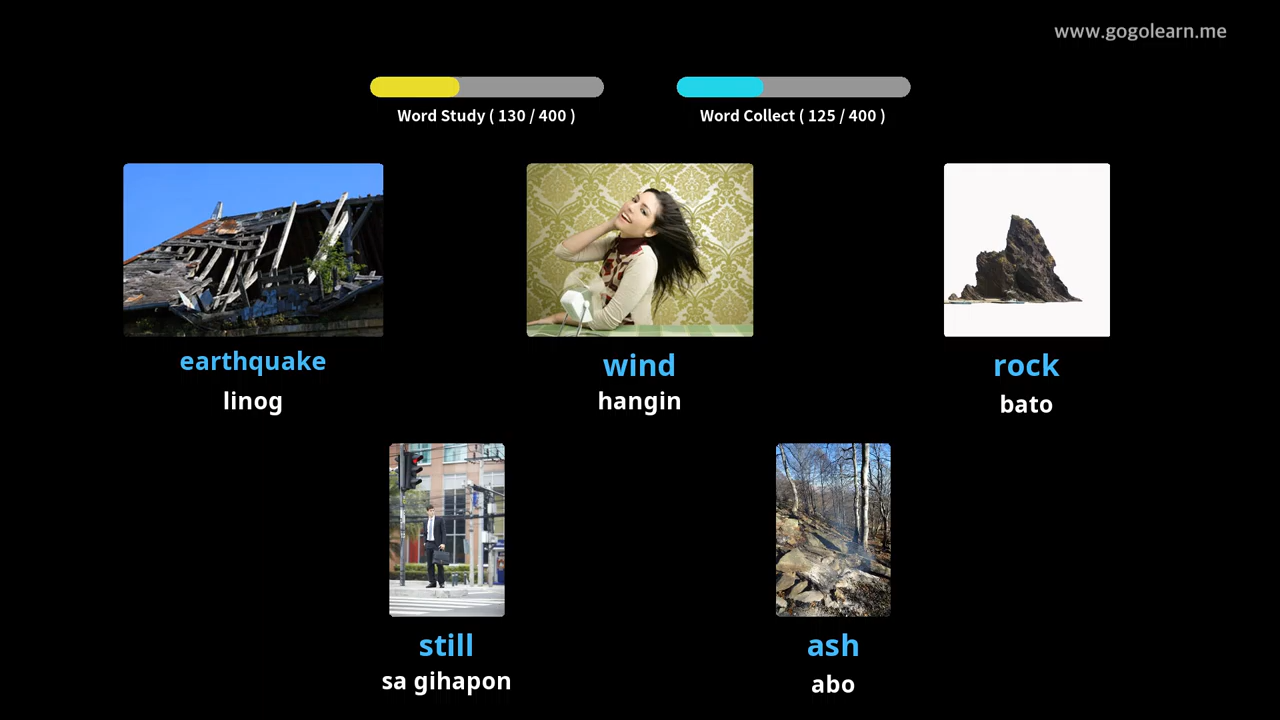 www.gogolearn.me
Word Study ( 130 / 400 )
Word Collect ( 125 / 400 )
earthquake
linog
wind
hangin
rock
bato
still
sa gihapon
ash
abo